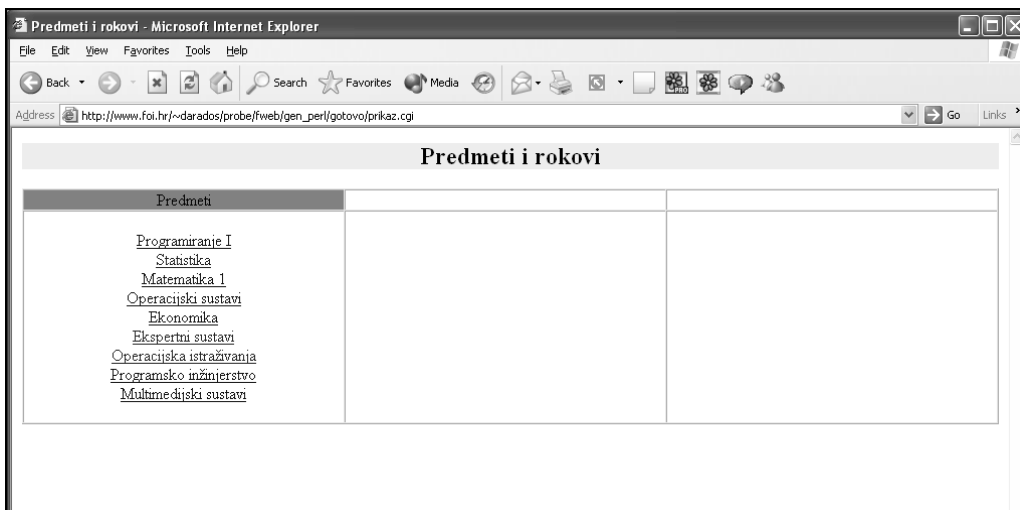 Predmeti i rokovi - Microsoft Internet Explorer
File Edit View Favorites Tools Help
Back Search Favorites Media PRO
Address http://www.foi.hr/~darados/probe/fweb/gen_perl/gotovo/prikaz.cgi Go Links
Predmeti i rokovi
Predmeti
Programiranje I
Statistika
Matematika 1
Operacijski sustavi
Ekonomika
Ekspertni sustavi
Operacijska istraživanja
Programsko inžinjerstvo
Multimedijski sustavi